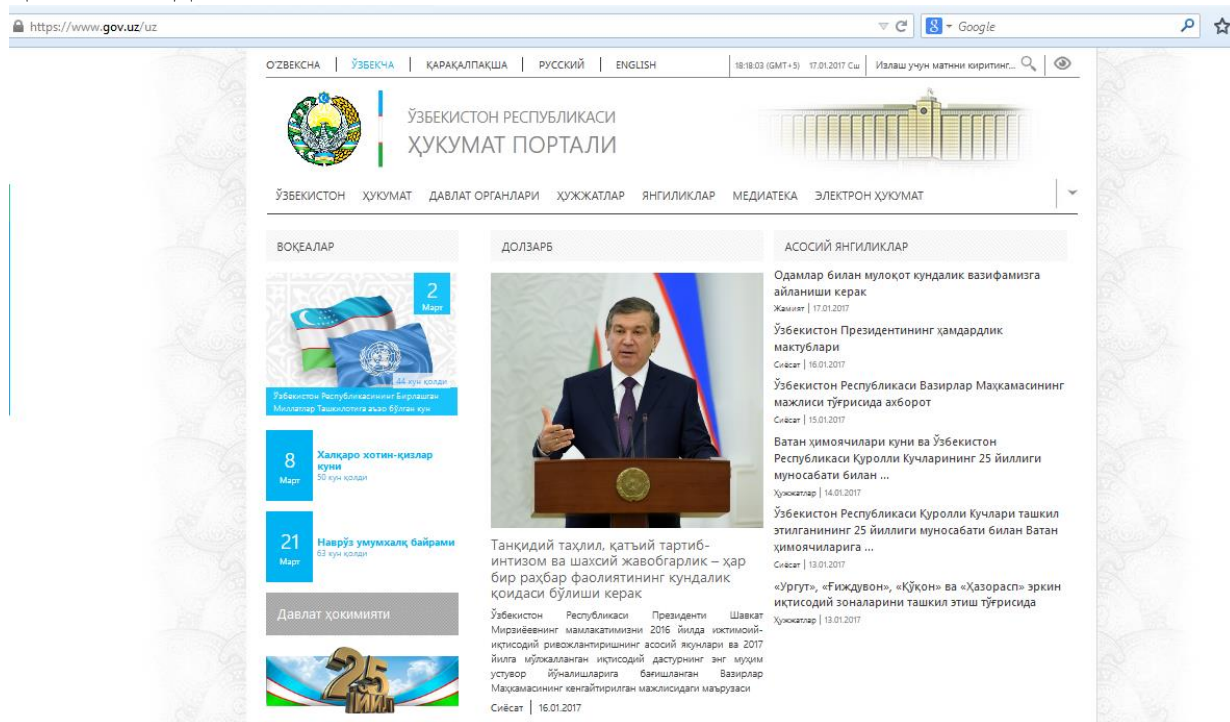 https://www.gov.uz/uz
Google
O'ZBEKCHA | ЎЗБЕКЧА | ҚАРАҚАЛПАҚША | РУССКИЙ | ENGLISH
18:18:03 (GMT+5) 17.01.2017 Сш
Излаш учун матнни киритинг...
ЎЗБЕКИСТОН РЕСПУБЛИКАСИ
ҲУКУМАТ ПОРТАЛИ
ЎЗБЕКИСТОН ҲУКУМАТ ДАВЛАТ ОРГАНЛАРИ ҲУЖЖАТЛАР ЯНГИЛИКЛАР МЕДИАТЕКА ЭЛЕКТРОН ҲУКУМАТ
ВОҚЕАЛАР
2
Март
44 кун қолди
Ўзбекистон Республикасининг Бирлашган
Миллатлар Ташкилотига аъзо бўлган кун
8
Март
Халқаро хотин-қизлар
куни
50 кун қолди
21
Март
Наврўз умумхалқ байрами
63 кун қолди
Давлат ҳокимияти
25
ЙИЛ
ДОЛЗАРБ
Танқидий таҳлил, қатъий тартиб-
интизом ва шахсий жавобгарлик – ҳар
бир раҳбар фаолиятининг кундалик
қоидаси бўлиши керак
Ўзбекистон Республикаси Президенти Шавкат
Мирзиёевнинг мамлакатимизни 2016 йилда ижтимоий-
иқтисодий ривожлантиришнинг асосий якунлари ва 2017
йилга мўлжалланган иқтисодий дастурнинг энг муҳим
устувор йўналишларига бағишланган Вазирлар
Маҳкамасининг кенгайтирилган мажлисидаги маърузаси
Сиёсат | 16.01.2017
АСОСИЙ ЯНГИЛИКЛАР
Одамлар билан мулоқот кундалик вазифамизга
айланиши керак
Жамият | 17.01.2017
Ўзбекистон Президентининг ҳамдардлик
мактублари
Сиёсат | 16.01.2017
Ўзбекистон Республикаси Вазирлар Маҳкамасининг
мажлиси тўғрисида ахборот
Сиёсат | 15.01.2017
Ватан ҳимоячилари куни ва Ўзбекистон
Республикаси Қуролли Кучларининг 25 йиллиги
муносабати билан ...
Ҳужжатлар | 14.01.2017
Ўзбекистон Республикаси Қуролли Кучлари ташкил
этилганининг 25 йиллиги муносабати билан Ватан
ҳимоячиларига ...
Сиёсат | 13.01.2017
«Ургут», «Ғиждувон», «Қўқон» ва «Ҳазорасп» эркин
иқтисодий зоналарини ташкил этиш тўғрисида
Ҳужжатлар | 13.01.2017